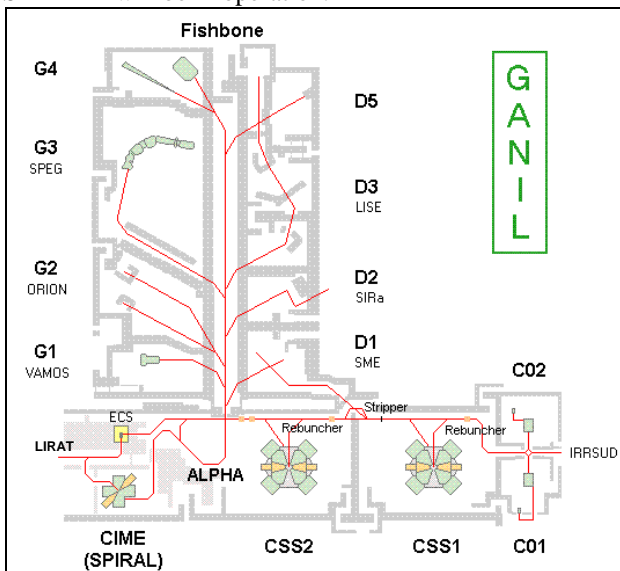 Fishbone
G4
G3
SPEG
G2
ORION
G1
VAMOS
D5
D3
LISE
D2
SIRa
D1
SME
G
A
N
I
L
C02
ECS
Stripper
Rebuncher
Rebuncher
LIRAT
IRRSUD
ALPHA
CIME
(SPIRAL)
CSS2
CSS1
C01